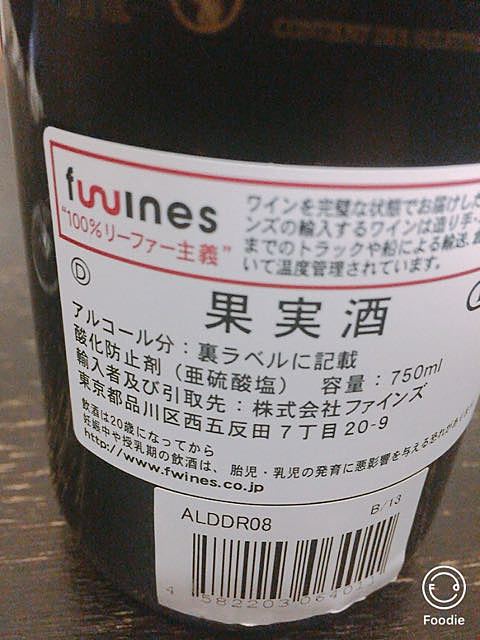 fwines
"100%リーファー主義"
ワインを完璧な状態でお届けした
ンズの輸入するワインは造り手
までのトラックや船による輸送、
いて温度管理されています。
D
果実酒
アルコール分：裏ラベルに記載
酸化防止剤（亜硫酸塩） 容量：750ml
輸入者及び引取先：株式会社ファインズ
東京都品川区西五反田7丁目20-9
飲酒は20歳になってから
妊娠中や授乳期の飲酒は、胎児・乳児の発育に悪影響を与える恐れが
http://www.fwines.co.jp
ALDDR08
B/13
Foodie